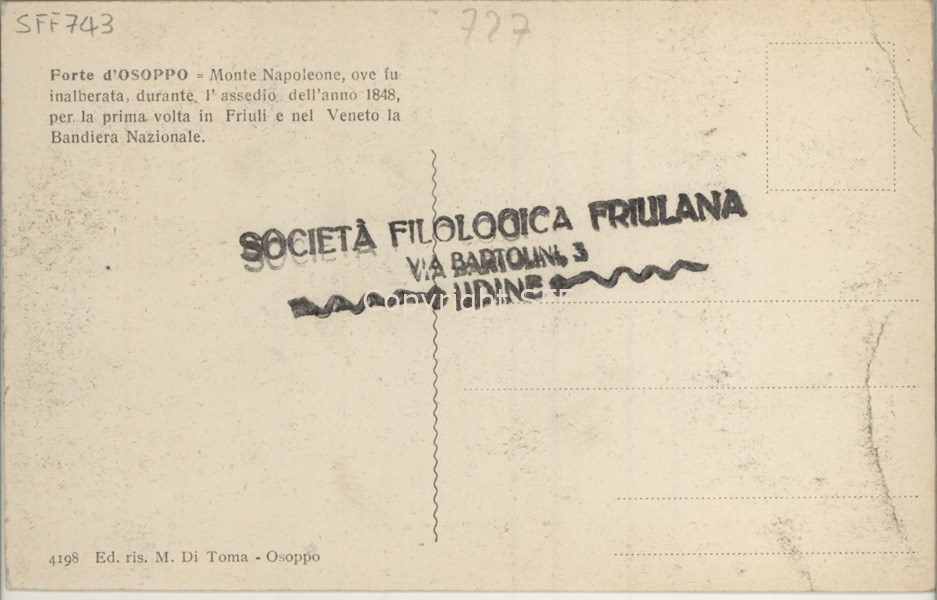 SFF743
727
Forte d'OSOPPO = Monte Napoleone, ove fu
inalberata, durante l' assedio dell'anno 1848,
per la prima volta in Friuli e nel Veneto la
Bandiera Nazionale.
SOCIETÀ FILOLOGICA FRIULANA
VIA BARTOLINI, 3
UDINE
Copyright SFF
4198 Ed. ris. M. Di Toma - Osoppo